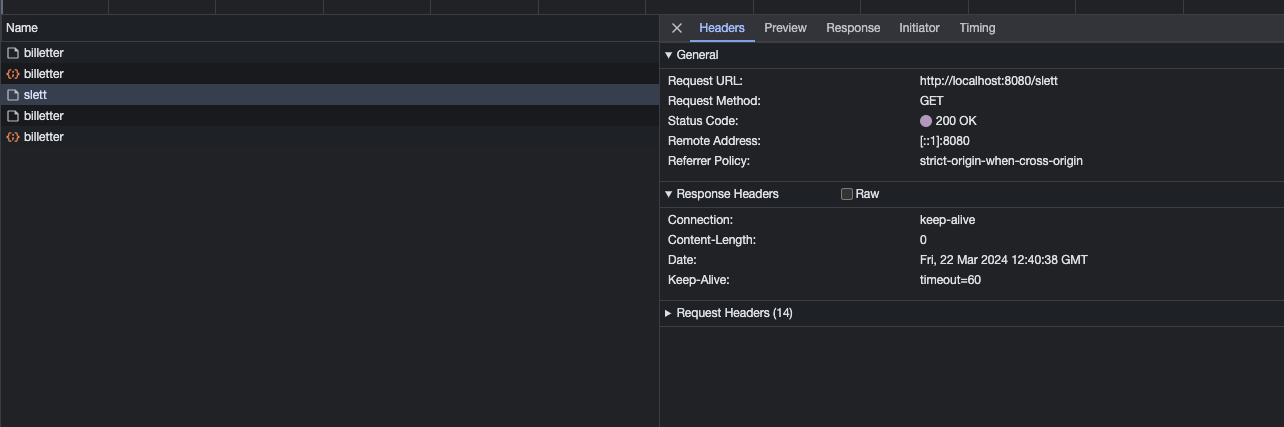 Name
billetter
billetter
slett
billetter
billetter
Headers Preview Response Initiator Timing
General
Request URL: http://localhost:8080/slett
Request Method: GET
Status Code: 200 OK
Remote Address: [::1]:8080
Referrer Policy: strict-origin-when-cross-origin
Response Headers Raw
Connection: keep-alive
Content-Length: 0
Date: Fri, 22 Mar 2024 12:40:38 GMT
Keep-Alive: timeout=60
Request Headers (14)